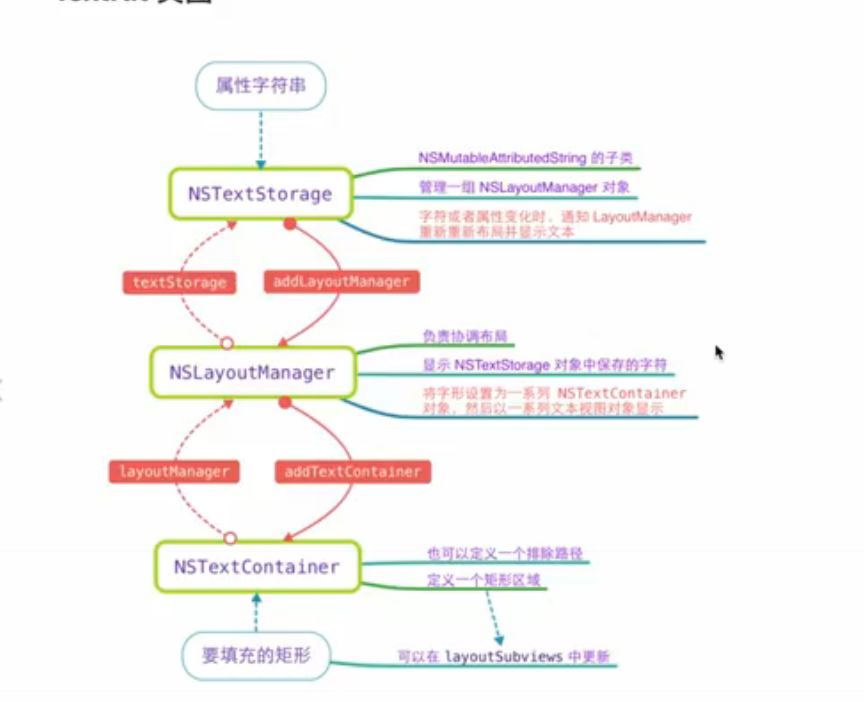 属性字符串
NSTextStorage
NSMutableAttributedString 的子类
管理一组 NSLayoutManager 对象
字符或者属性变化时，通知 LayoutManager
重新重新布局并显示文本
textStorage
addLayoutManager
NSLayoutManager
负责协调布局
显示 NSTextStorage 对象中保存的字符
将字形设置为一系列 NSTextContainer
对象，然后以一系列文本视图对象显示
layoutManager
addTextContainer
NSTextContainer
也可以定义一个排除路径
定义一个矩形区域
要填充的矩形
可以在 layoutSubviews 中更新